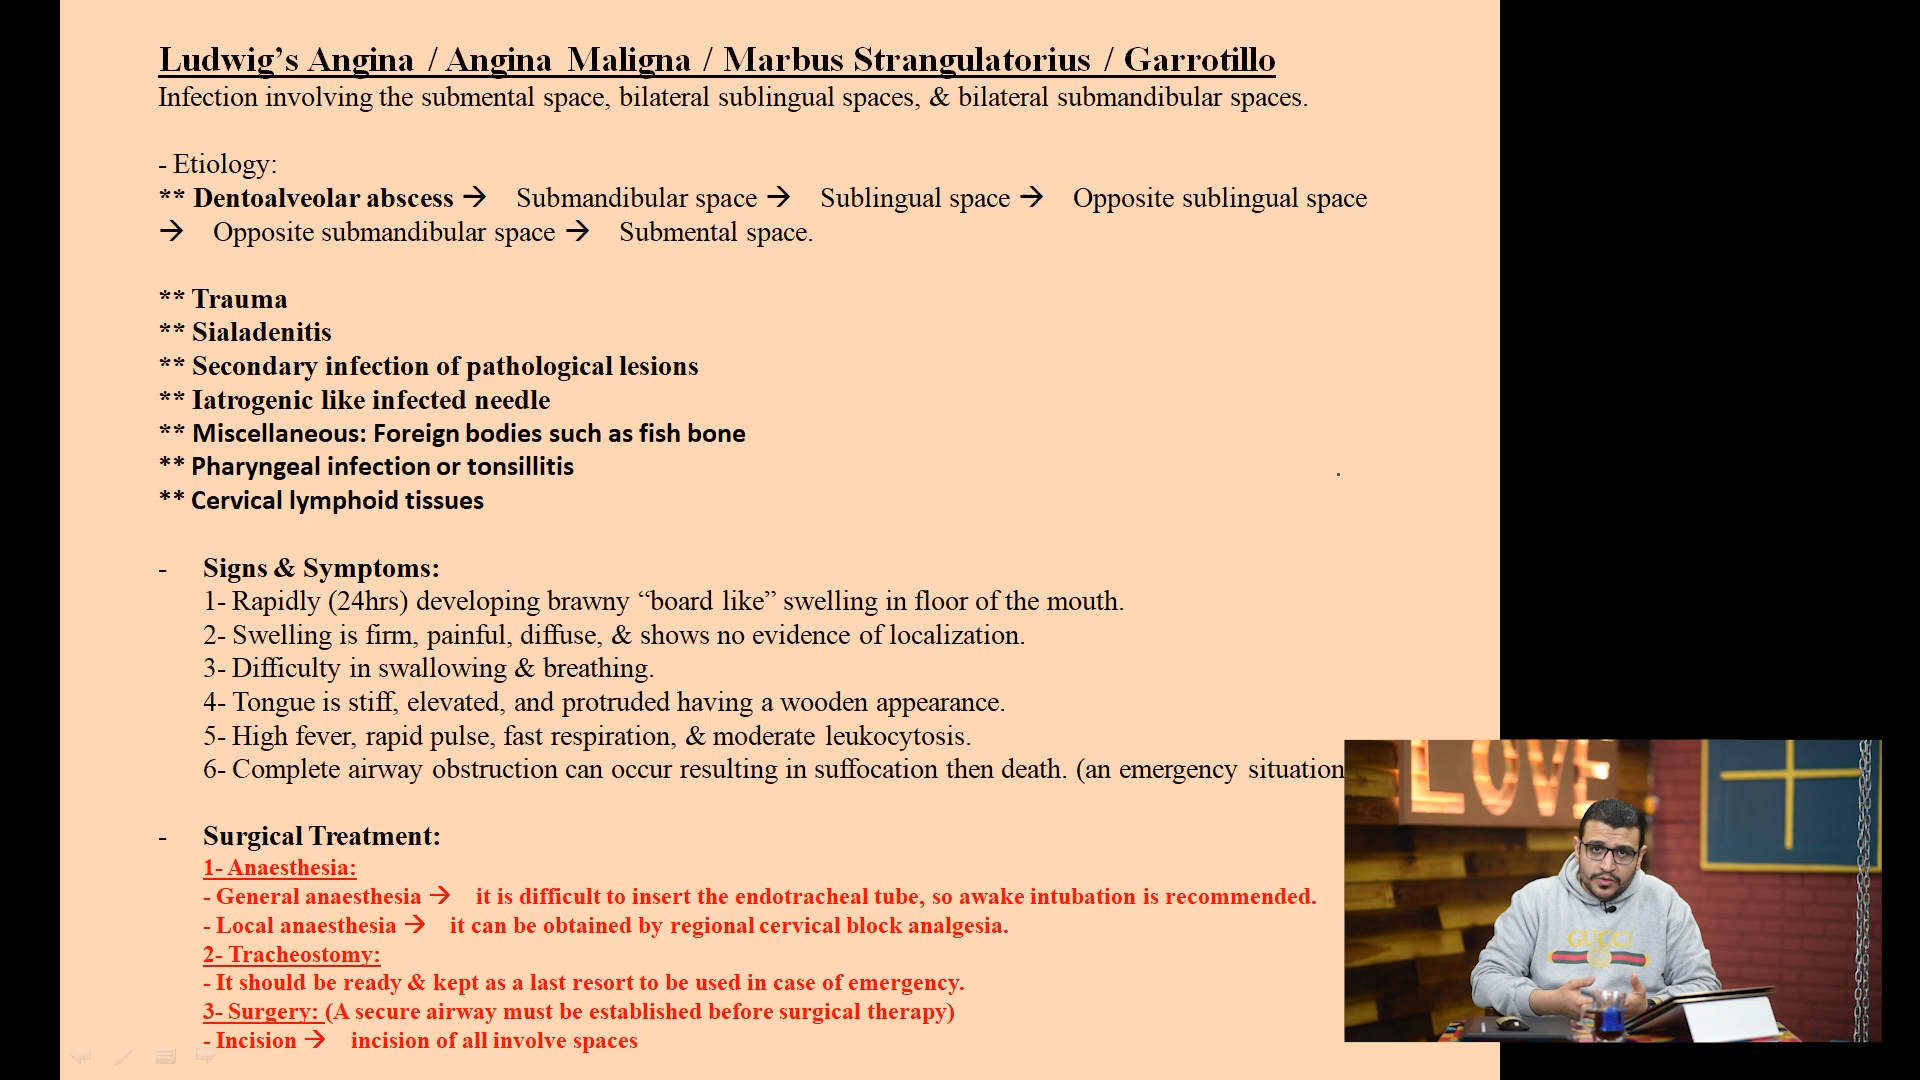 Ludwig’s Angina / Angina Maligna / Marbus Strangulatorius / Garrotillo
Infection involving the submental space, bilateral sublingual spaces, & bilateral submandibular spaces.
- Etiology:
** Dentoalveolar abscess → Submandibular space → Sublingual space → Opposite sublingual space
→ Opposite submandibular space → Submental space.
** Trauma
** Sialadenitis
** Secondary infection of pathological lesions
** Iatrogenic like infected needle
** Miscellaneous: Foreign bodies such as fish bone
** Pharyngeal infection or tonsillitis
** Cervical lymphoid tissues
- Signs & Symptoms:
1- Rapidly (24hrs) developing brawny “board like” swelling in floor of the mouth.
2- Swelling is firm, painful, diffuse, & shows no evidence of localization.
3- Difficulty in swallowing & breathing.
4- Tongue is stiff, elevated, and protruded having a wooden appearance.
5- High fever, rapid pulse, fast respiration, & moderate leukocytosis.
6- Complete airway obstruction can occur resulting in suffocation then death. (an emergency situation
- Surgical Treatment:
1- Anaesthesia:
- General anaesthesia → it is difficult to insert the endotracheal tube, so awake intubation is recommended.
- Local anaesthesia → it can be obtained by regional cervical block analgesia.
2- Tracheostomy:
- It should be ready & kept as a last resort to be used in case of emergency.
3- Surgery: (A secure airway must be established before surgical therapy)
- Incision → incision of all involve spaces
LOVE
GUCCI